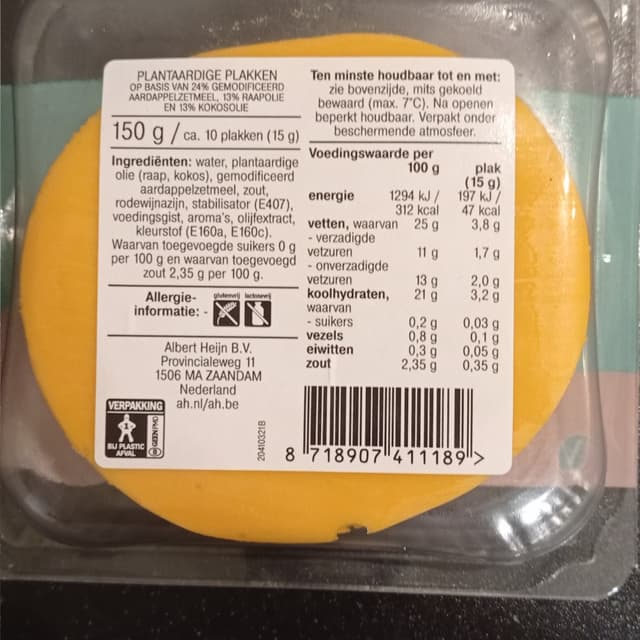 PLANTAARDIGE PLAKKEN
OP BASIS VAN 24% GEMODIFICEERD
AARDAPPELZETMEEL, 13% RAAPOLIE
EN 13% KOKOSOLIE
150 g / ca. 10 plakken (15 g)
Ingrediënten: water, plantaardige
olie (raap, kokos), gemodificeerd
aardappelzetmeel, zout,
rodewijnazijn, stabilisator (E407),
voedingsgist, aroma's, olijfextract,
kleurstof (E160a, E160c).
Waarvan toegevoegde suikers 0 g
per 100 g en waarvan toegevoegd
zout 2,35 g per 100 g.
Allergie-
informatie: -
glutenvrij lactosevrij
Albert Heijn B.V.
Provincialeweg 11
1506 MA ZAANDAM
Nederland
ah.nl/ah.be
VERPAKKING
BIJ PLASTIC
AFVAL
GEEN PMC
20410321B
Ten minste houdbaar tot en met:
zie bovenzijde, mits gekoeld
bewaard (max. 7°C). Na openen
beperkt houdbaar. Verpakt onder
beschermende atmosfeer.
Voedingswaarde per
100 g plak
(15 g)
energie 1294 kJ / 197 kJ /
312 kcal 47 kcal
vetten, waarvan 25 g 3,8 g
- verzadigde
vetzuren 11 g 1,7 g
- onverzadigde
vetzuren 13 g 2,0 g
koolhydraten, 21 g 3,2 g
waarvan
- suikers 0,2 g 0,03 g
vezels 0,8 g 0,1 g
eiwitten 0,3 g 0,05 g
zout 2,35 g 0,35 g
8 718907 411189 >